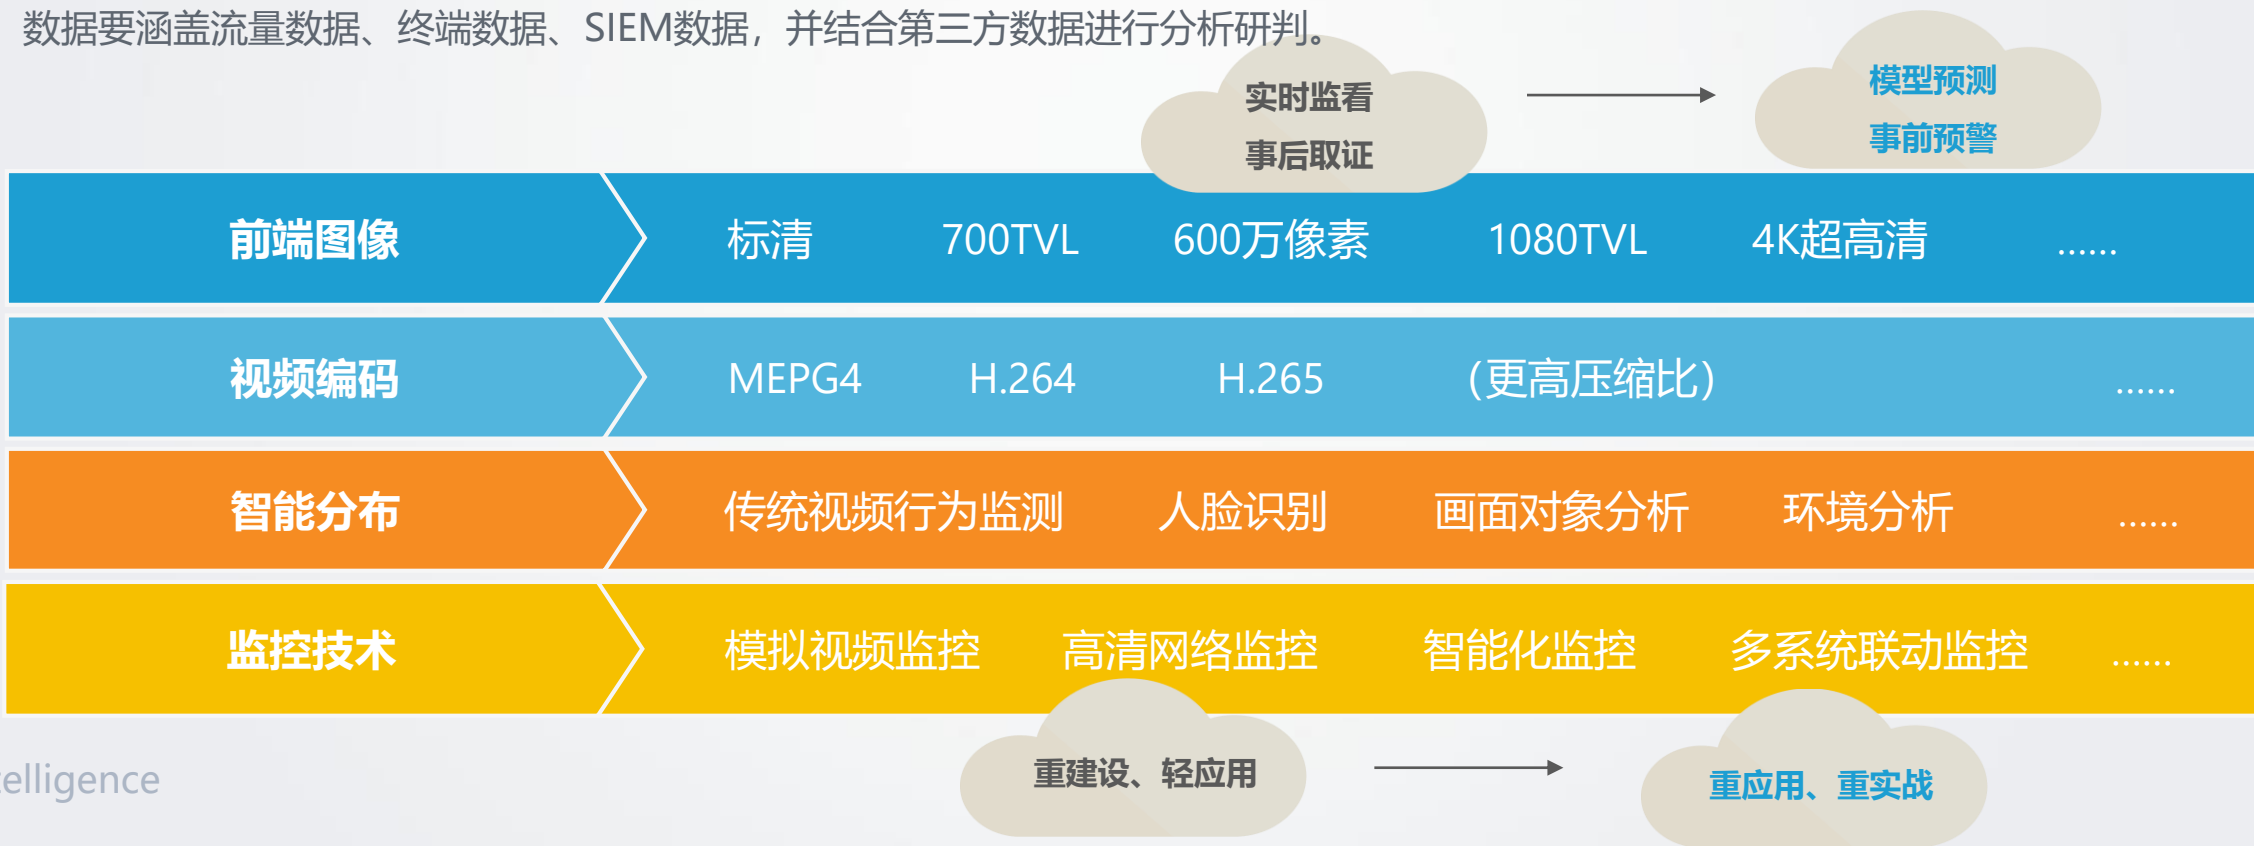 数据要涵盖流量数据、终端数据、SIEM数据，并结合第三方数据进行分析研判。
实时监看
事后取证
模型预测
事前预警
前端图像 标清 700TVL 600万像素 1080TVL 4K超高清 ......
视频编码 MEPG4 H.264 H.265 （更高压缩比） ......
智能分布 传统视频行为监测 人脸识别 画面对象分析 环境分析 ......
监控技术 模拟视频监控 高清网络监控 智能化监控 多系统联动监控 ......
重建设、轻应用
重应用、重实战
elligence